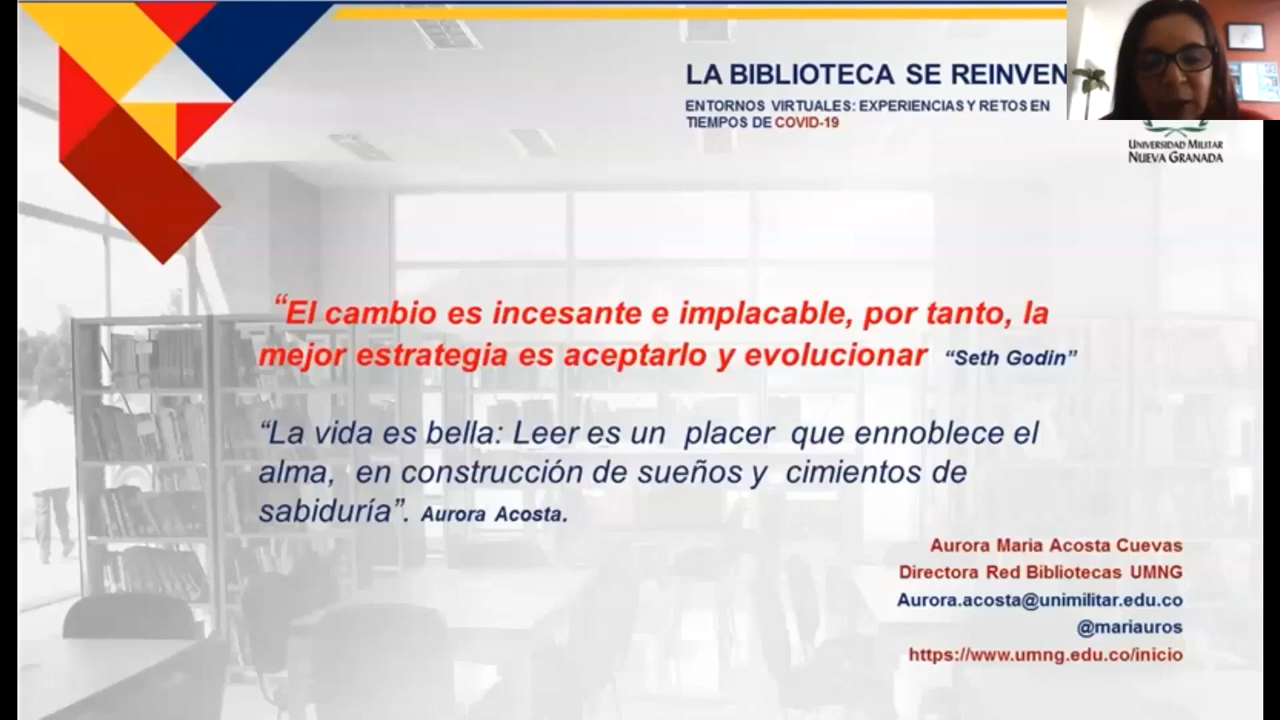 LA BIBLIOTECA SE REINVEN
ENTORNOS VIRTUALES: EXPERIENCIAS Y RETOS EN
TIEMPOS DE COVID-19
UNIVERSIDAD MILITAR
NUEVA GRANADA
“El cambio es incesante e implacable, por tanto, la
mejor estrategia es aceptarlo y evolucionar “Seth Godin”
“La vida es bella: Leer es un placer que ennoblece el
alma, en construcción de sueños y cimientos de
sabiduría”. Aurora Acosta.
Aurora Maria Acosta Cuevas
Directora Red Bibliotecas UMNG
Aurora.acosta@unimilitar.edu.co
@mariauros
https://www.umng.edu.co/inicio